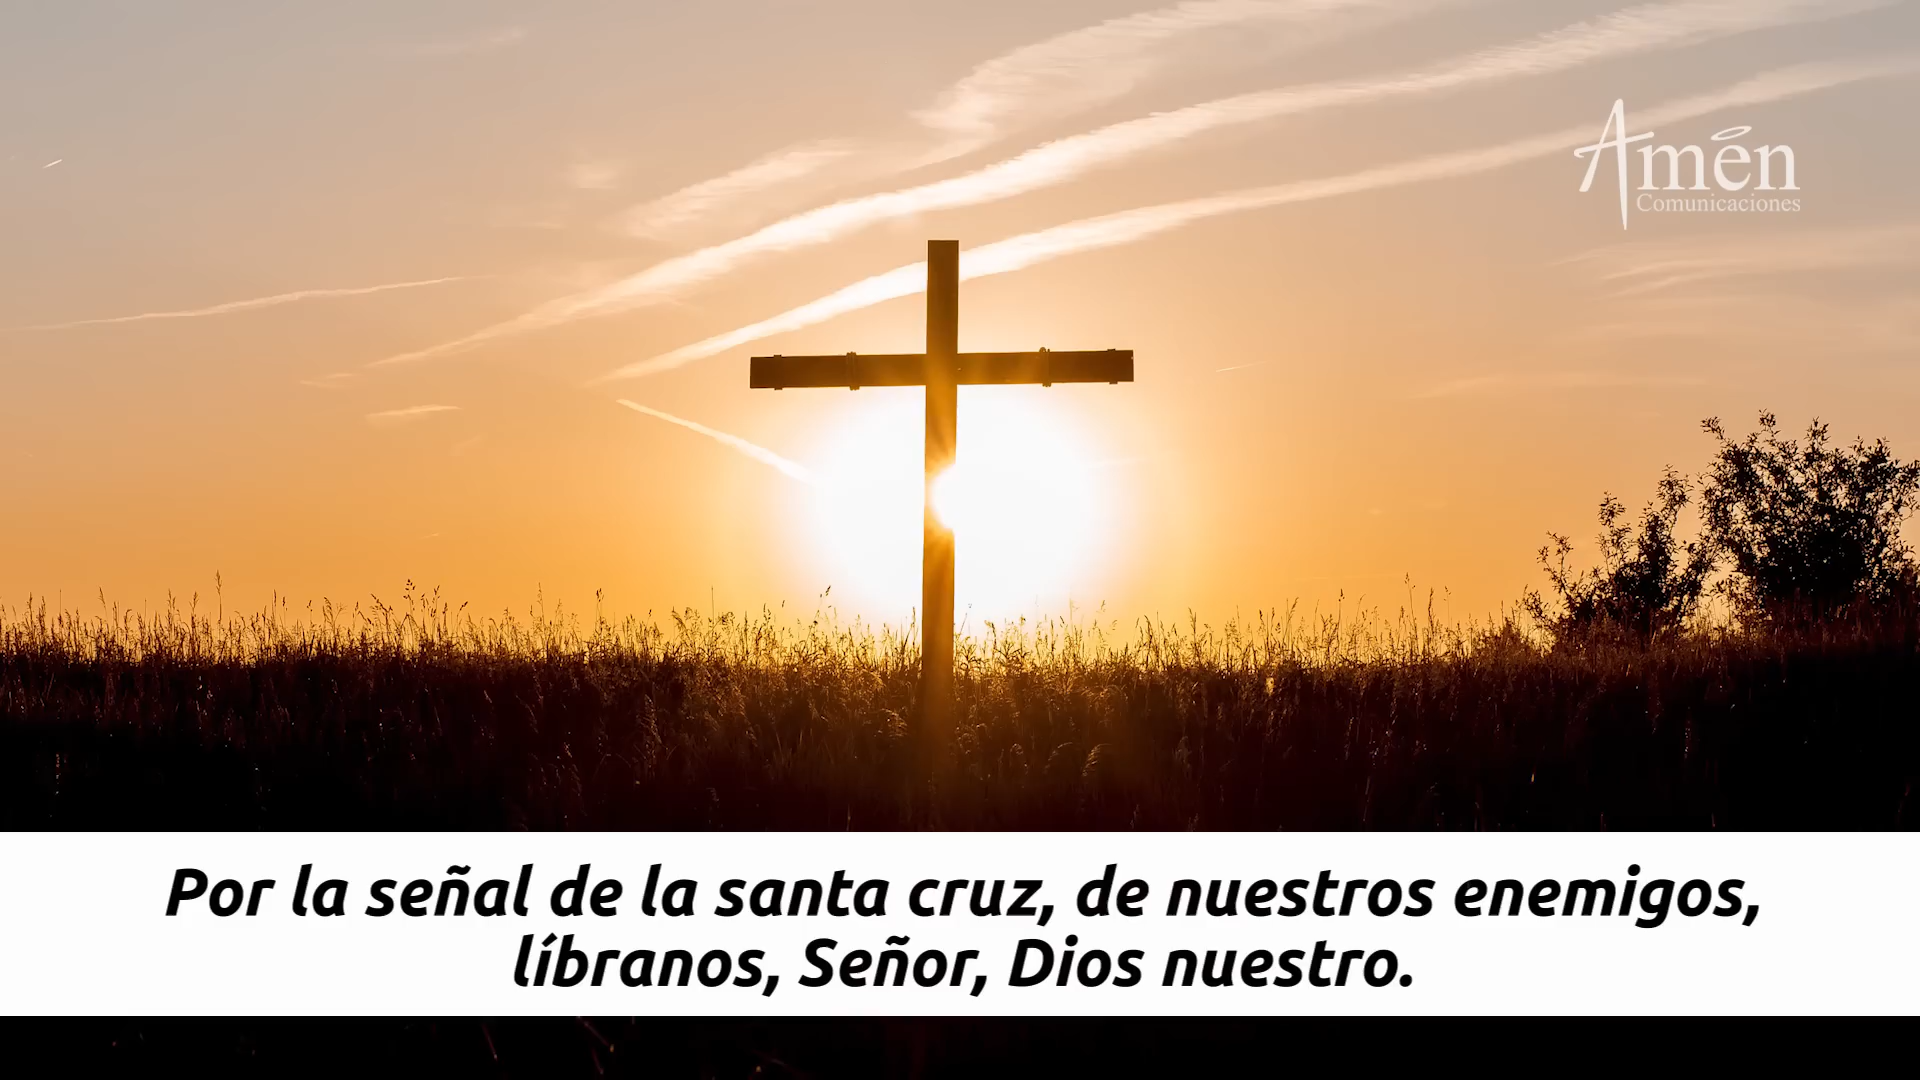 Amén
Comunicaciones
Por la señal de la santa cruz, de nuestros enemigos,
líbranos, Señor, Dios nuestro.